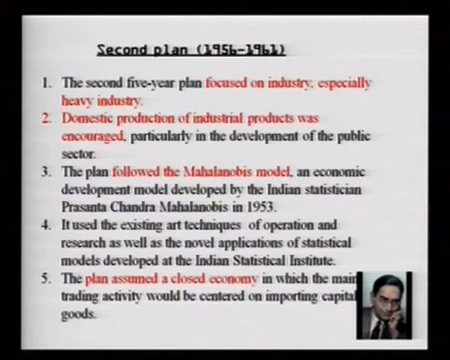 Second plan (1956-1961)
1. The second five-year plan focused on industry, especially
heavy industry.
2. Domestic production of industrial products was
encouraged, particularly in the development of the public
sector.
3. The plan followed the Mahalanobis model, an economic
development model developed by the Indian statistician
Prasanta Chandra Mahalanobis in 1953.
4. It used the existing art techniques of operation and
research as well as the novel applications of statistical
models developed at the Indian Statistical Institute.
5. The plan assumed a closed economy in which the main
trading activity would be centered on importing capital
goods.